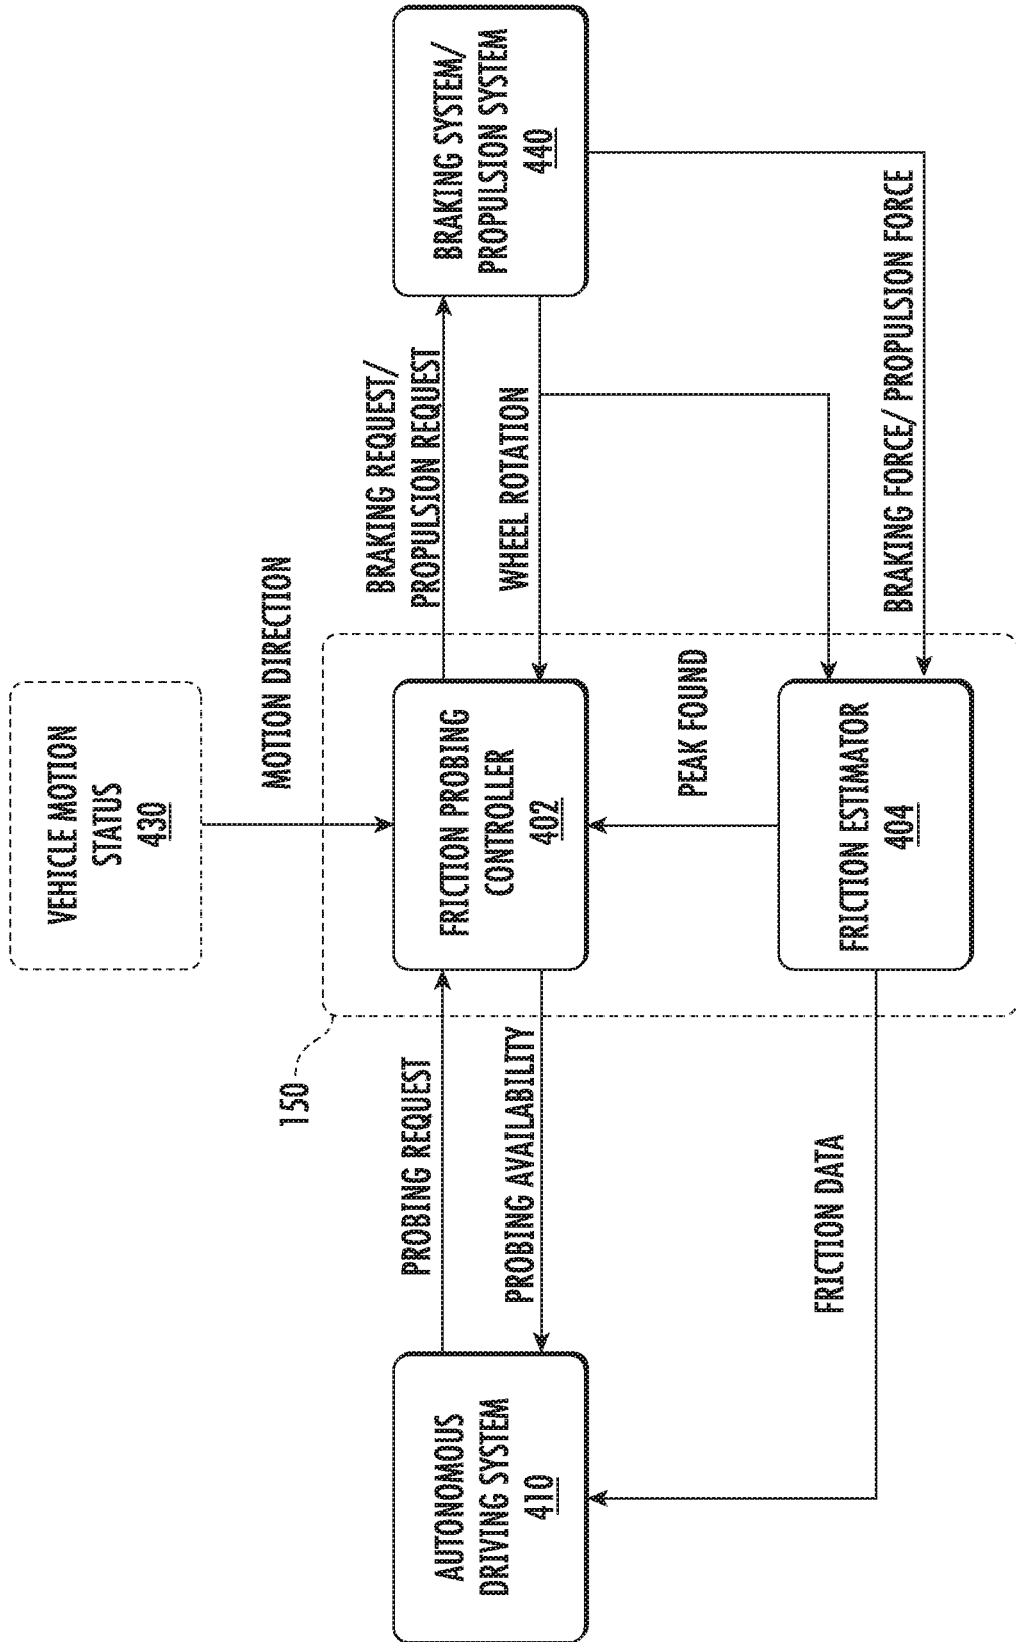 VEHICLE MOTION
STATUS
430
MOTION DIRECTION
150
AUTONOMOUS
DRIVING SYSTEM
410
PROBING REQUEST
PROBING AVAILABILITY
FRICTION PROBING
CONTROLLER
402
BRAKING REQUEST/
PROPULSION REQUEST
WHEEL ROTATION
BRAKING SYSTEM/
PROPULSION SYSTEM
440
PEAK FOUND
FRICTION DATA
FRICTION ESTIMATOR
404
BRAKING FORCE/ PROPULSION FORCE